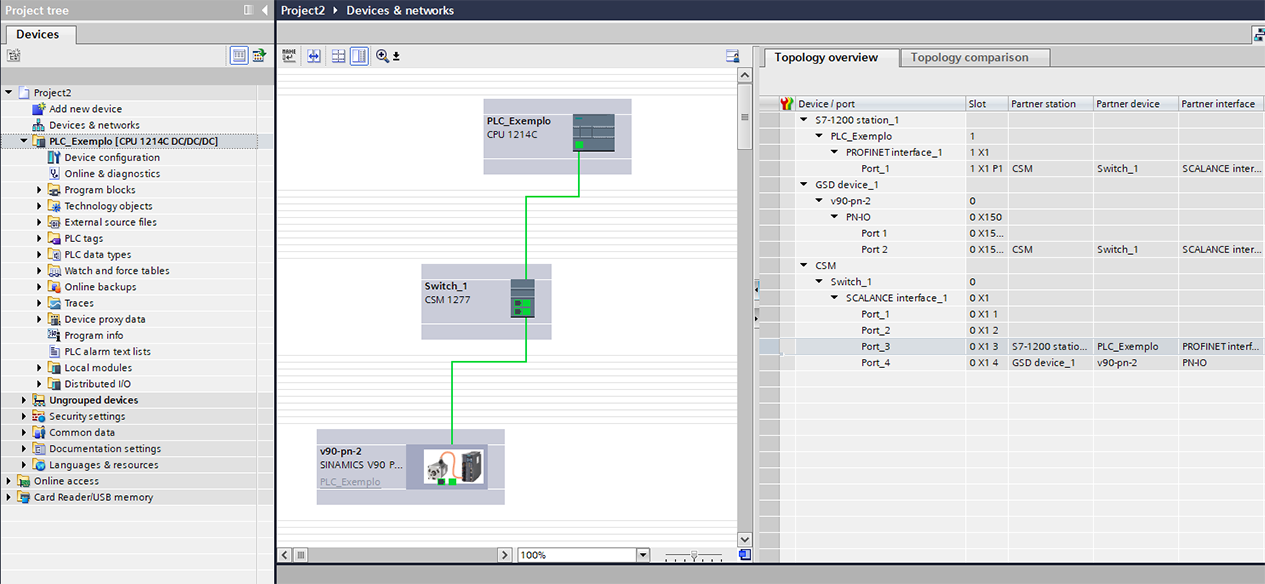 Project tree
Devices
Project2
Add new device
Devices & networks
PLC_Exemplo [CPU 1214C DC/DC/DC]
Device configuration
Online & diagnostics
Program blocks
Technology objects
External source files
PLC tags
PLC data types
Watch and force tables
Online backups
Traces
Device proxy data
Program info
PLC alarm text lists
Local modules
Distributed I/O
Ungrouped devices
Security settings
Common data
Documentation settings
Languages & resources
Online access
Card Reader/USB memory
Project2 Devices & networks
PLC_Exemplo
CPU 1214C
Switch_1
CSM 1277
v90-pn-2
SINAMICS V90 P...
PLC_Exemplo
100%
Topology overview Topology comparison
Device / port Slot Partner station Partner device Partner interface
S7-1200 station_1
PLC_Exemplo 1
PROFINET interface_1 1 X1
Port_1 1 X1 P1 CSM Switch_1 SCALANCE inter...
GSD device_1
v90-pn-2 0
PN-IO 0 X150
Port 1 0 X15...
Port 2 0 X15... CSM Switch_1 SCALANCE inter...
CSM
Switch_1 0
SCALANCE interface_1 0 X1
Port_1 0 X1 1
Port_2 0 X1 2
Port_3 0 X1 3 S7-1200 statio... PLC_Exemplo PROFINET interf...
Port_4 0 X1 4 GSD device_1 v90-pn-2 PN-IO